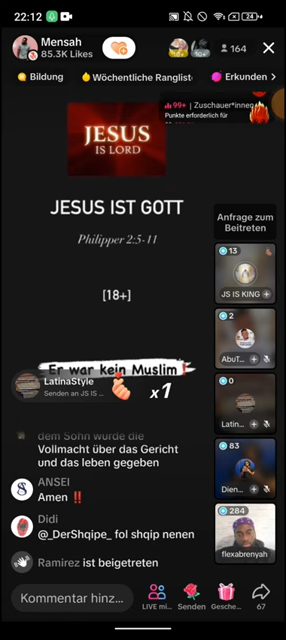 22:12
24
Mensah
85.3K Likes
164
Bildung
Wöchentliche Ranglist
Erkunden >
99+ | Zuschauer*innen
Punkte erforderlich für
JESUS
IS LORD
JESUS IST GOTT
Philipper 2:5-11
[18+]
Er war kein Muslim
Anfrage zum
Beitreten
13
JS IS KING
2
AbuT...
0
Latin...
83
Dien...
284
flexabrenyah
LatinaStyle
Senden an JS IS ...
x1
dem Sohn wurde die
Vollmacht über das Gericht
und das leben gegeben
ANSEI
Amen ‼️
Didi
@_DerShqipe_ fol shqip nenen
Ramirez ist beigetreten
Kommentar hinz...
LIVE mi...
Senden
Gesche...
67